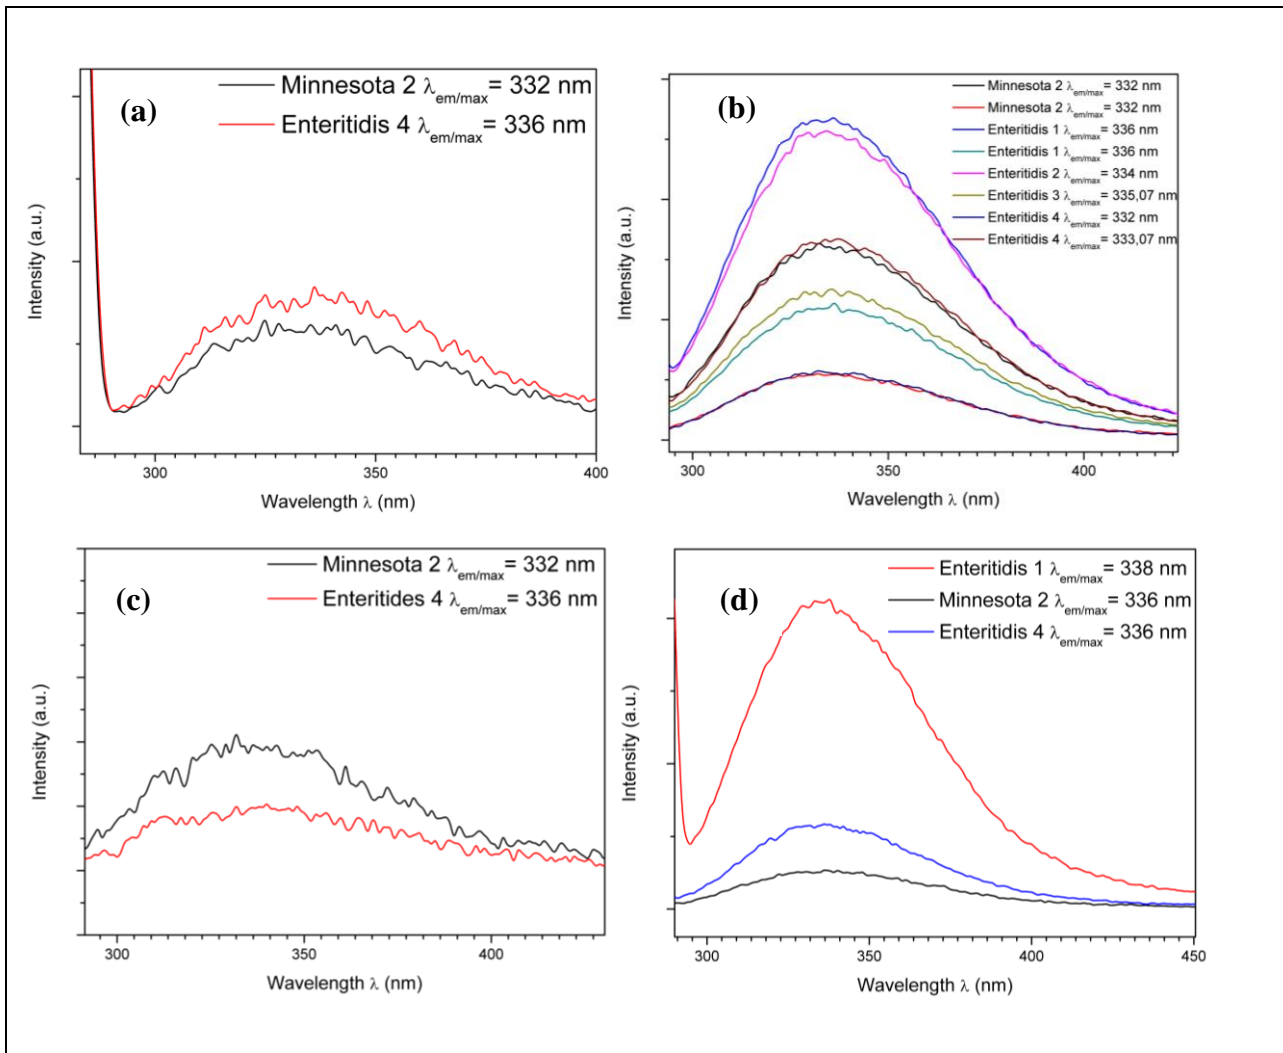 (a)
Minnesota 2 λem/max= 332 nm
Enteritidis 4 λem/max= 336 nm
Intensity (a.u.)
300 350 400
Wavelength λ (nm)
(b)
Minnesota 2 λem/max= 332 nm
Minnesota 2 λem/max= 332 nm
Enteritidis 1 λem/max= 336 nm
Enteritidis 1 λem/max= 336 nm
Enteritidis 2 λem/max= 334 nm
Enteritidis 3 λem/max= 335,07 nm
Enteritidis 4 λem/max= 332 nm
Enteritidis 4 λem/max= 333,07 nm
Intensity (a.u.)
300 350 400
Wavelength λ (nm)
(c)
Minnesota 2 λem/max= 332 nm
Enteritides 4 λem/max= 336 nm
Intensity (a.u.)
300 350 400
Wavelength λ (nm)
(d)
Enteritidis 1 λem/max= 338 nm
Minnesota 2 λem/max= 336 nm
Enteritidis 4 λem/max= 336 nm
Intensity (a.u.)
300 350 400 450
Wavelength λ (nm)